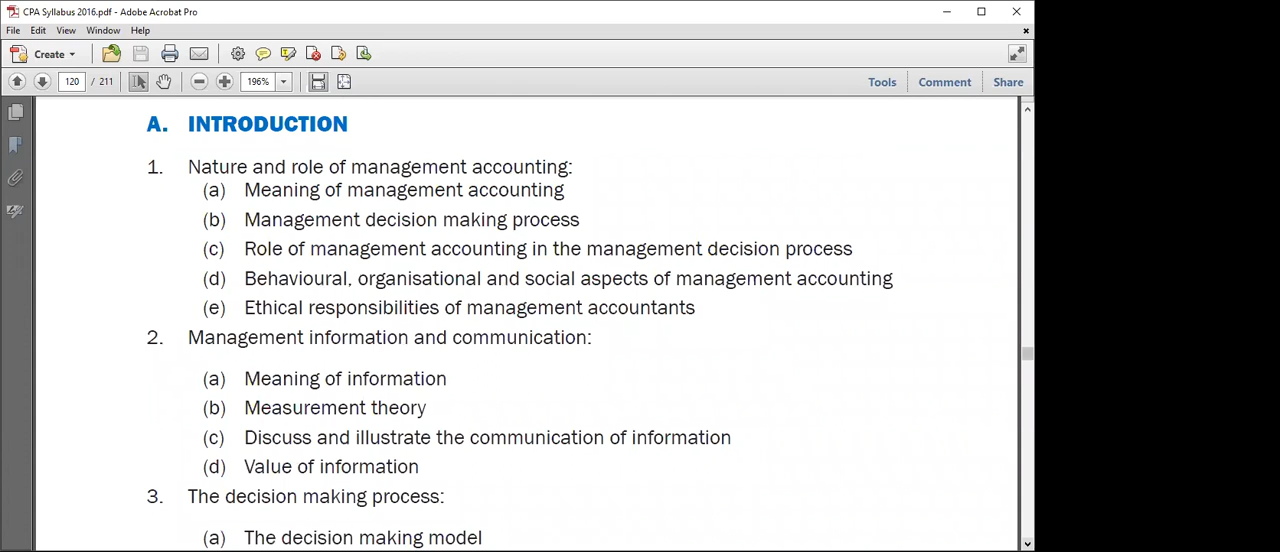 CPA Syllabus 2016.pdf - Adobe Acrobat Pro
File Edit View Window Help
Create
120 / 211 196% Tools Comment Share
A. INTRODUCTION
1. Nature and role of management accounting:
(a) Meaning of management accounting
(b) Management decision making process
(c) Role of management accounting in the management decision process
(d) Behavioural, organisational and social aspects of management accounting
(e) Ethical responsibilities of management accountants
2. Management information and communication:
(a) Meaning of information
(b) Measurement theory
(c) Discuss and illustrate the communication of information
(d) Value of information
3. The decision making process:
(a) The decision making model